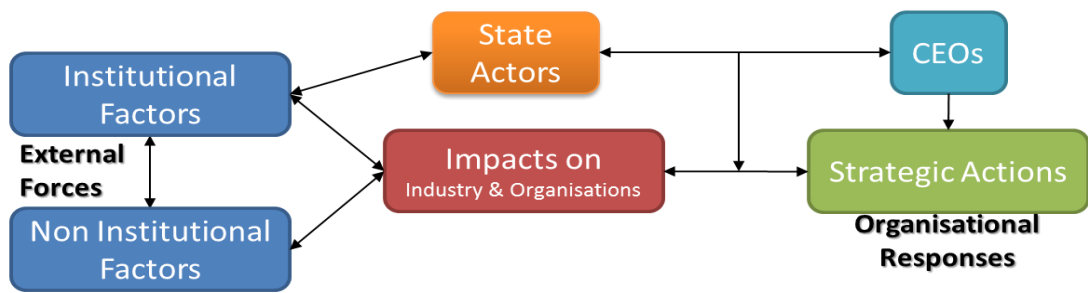 Institutional
Factors
External
Forces
Non Institutional
Factors
State
Actors
Impacts on
Industry & Organisations
CEOs
Strategic Actions
Organisational
Responses